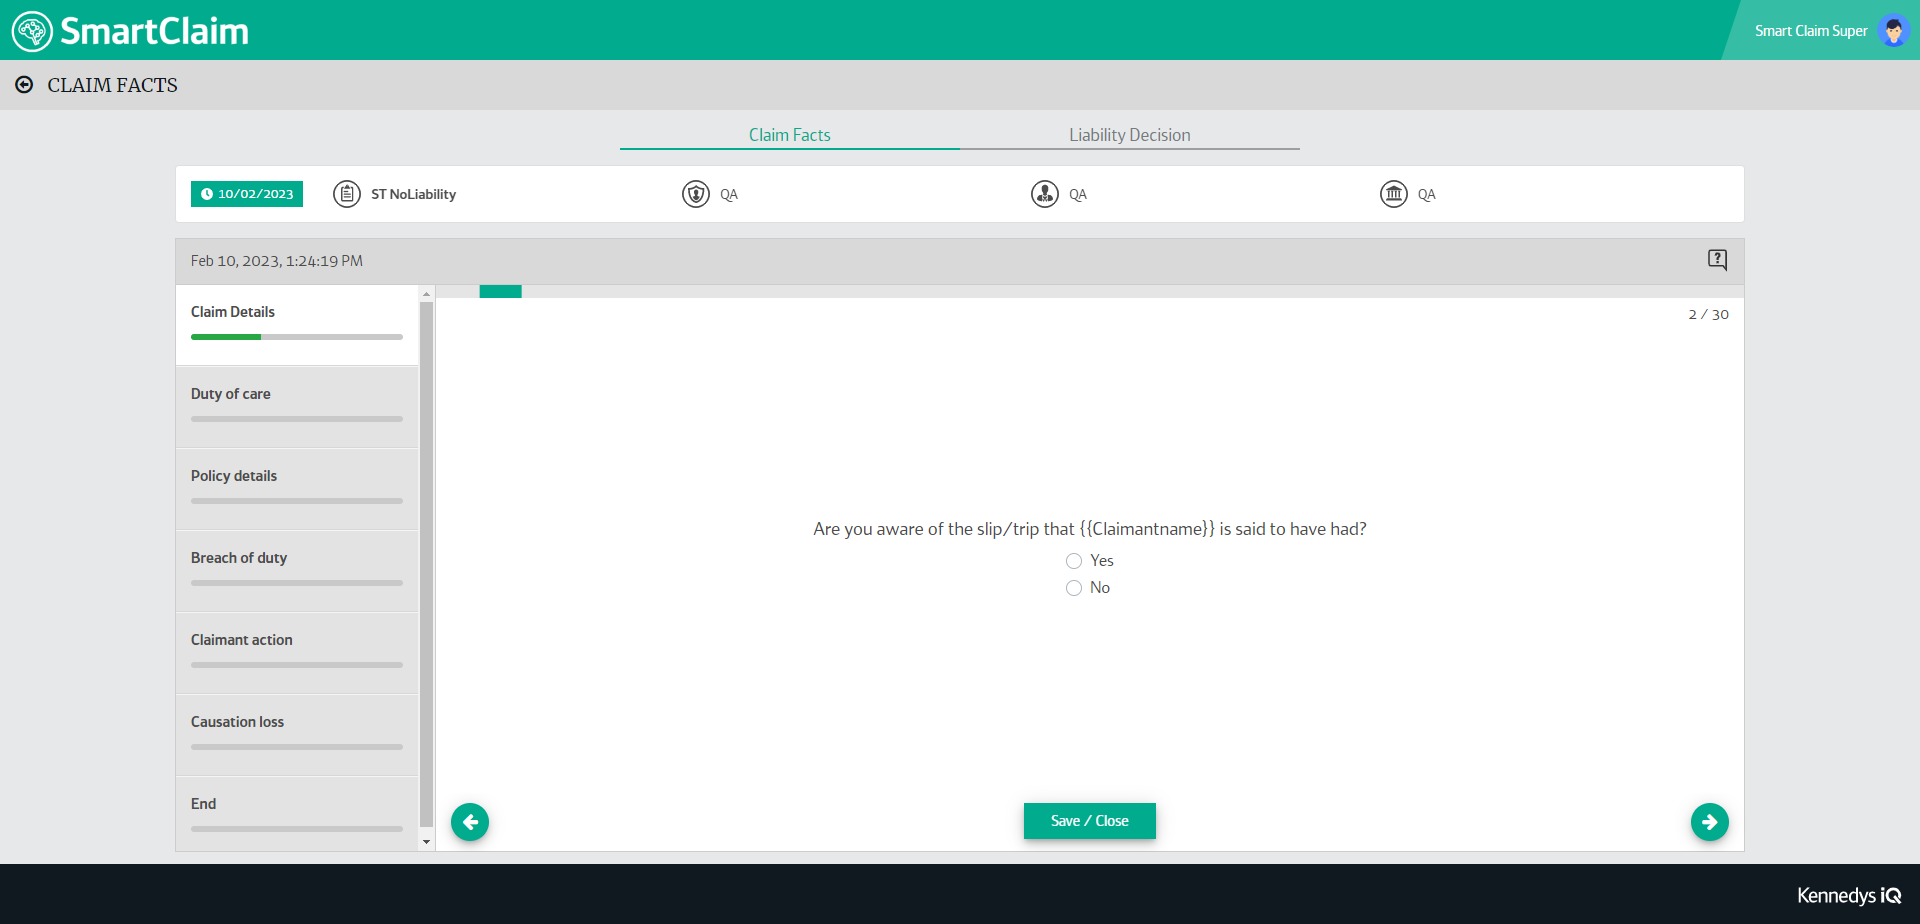 SmartClaim
Smart Claim Super
CLAIM FACTS
Claim Facts
Liability Decision
10/02/2023
ST NoLiability
QA
QA
QA
Feb 10, 2023, 1:24:19 PM
?
Claim Details
2 / 30
Duty of care
Policy details
Breach of duty
Claimant action
Causation loss
End
Are you aware of the slip/trip that {{Claimantname}} is said to have had?
Yes
No
Save / Close
Kennedys iQ